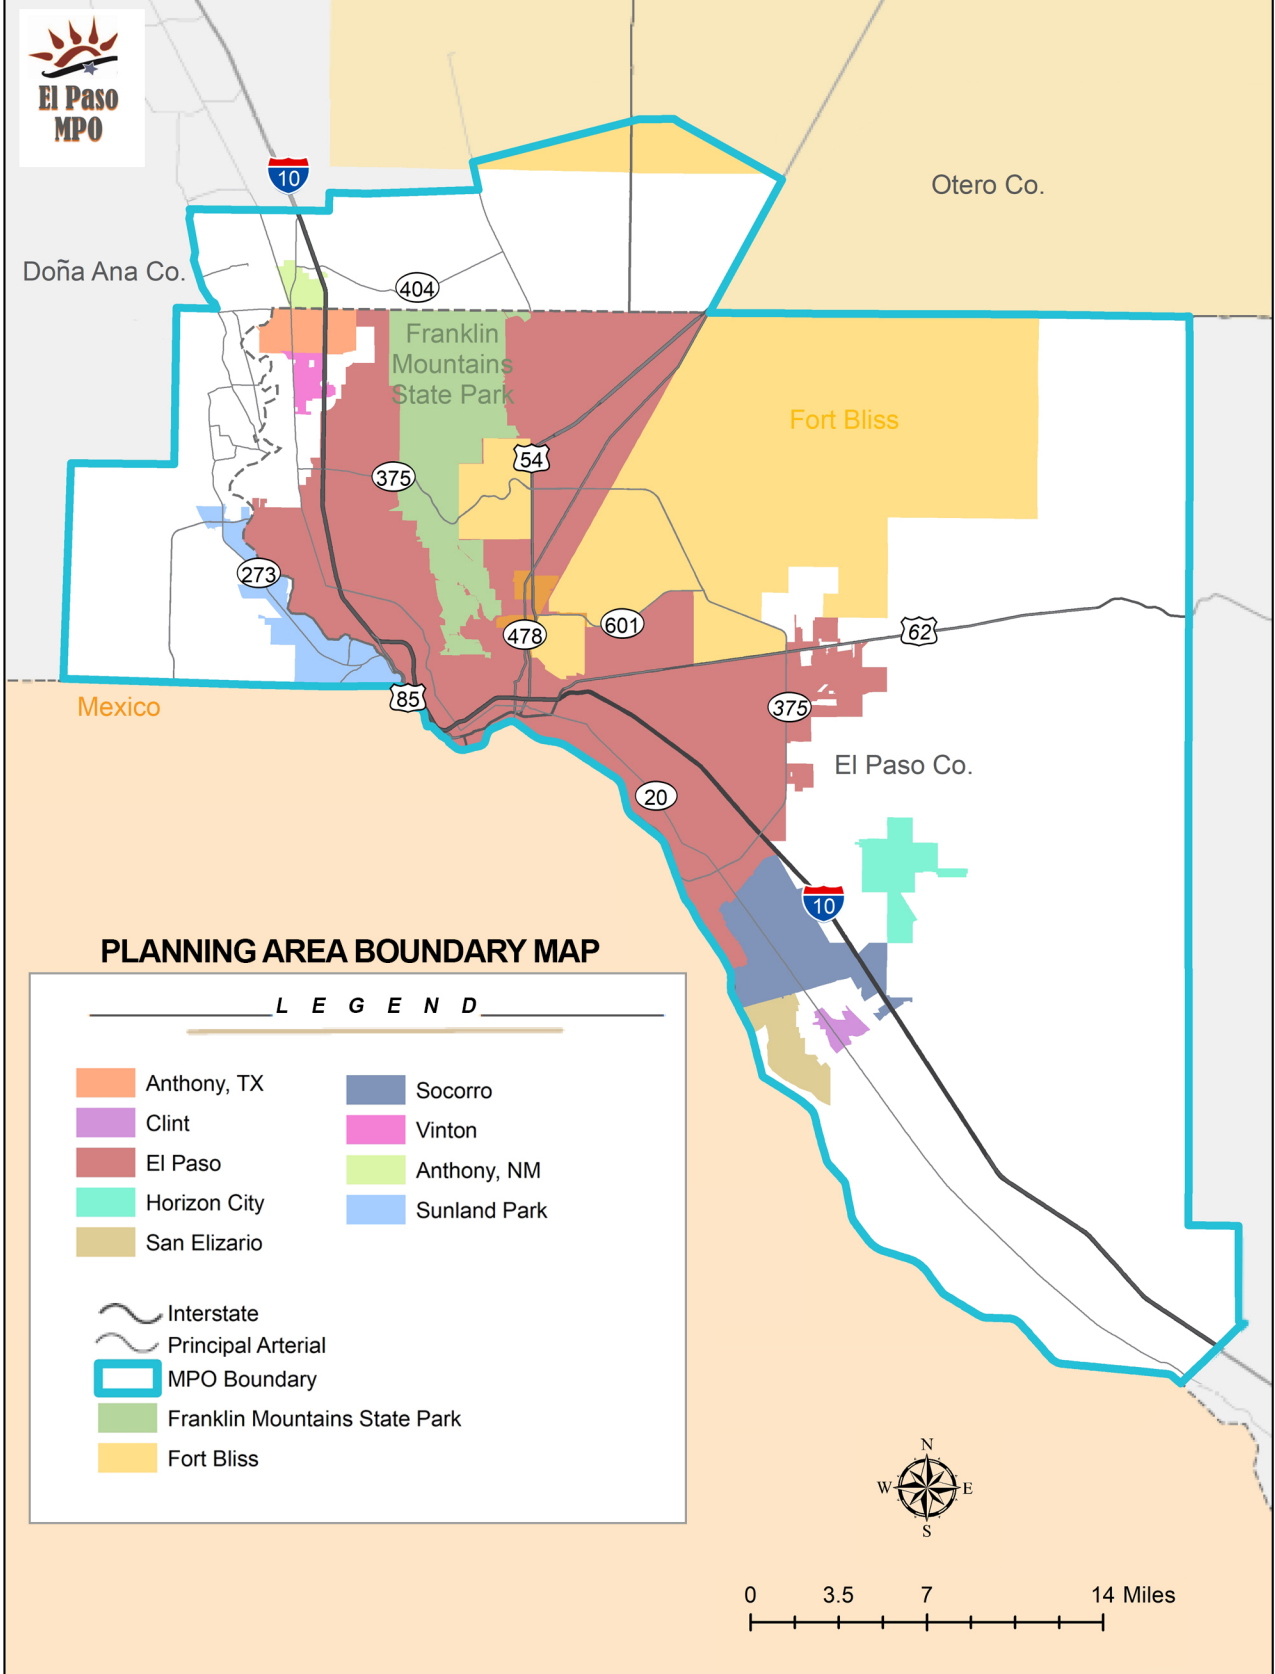 El Paso
MPO
10
Otero Co.
Doña Ana Co.
404
Franklin
Mountains
State Park
Fort Bliss
54
375
273
601
478
62
85
Mexico
375
El Paso Co.
20
10
PLANNING AREA BOUNDARY MAP
LEGEND
Anthony, TX
Clint
El Paso
Horizon City
San Elizario
Socorro
Vinton
Anthony, NM
Sunland Park
Interstate
Principal Arterial
MPO Boundary
Franklin Mountains State Park
Fort Bliss
N
W E
S
0 3.5 7 14 Miles